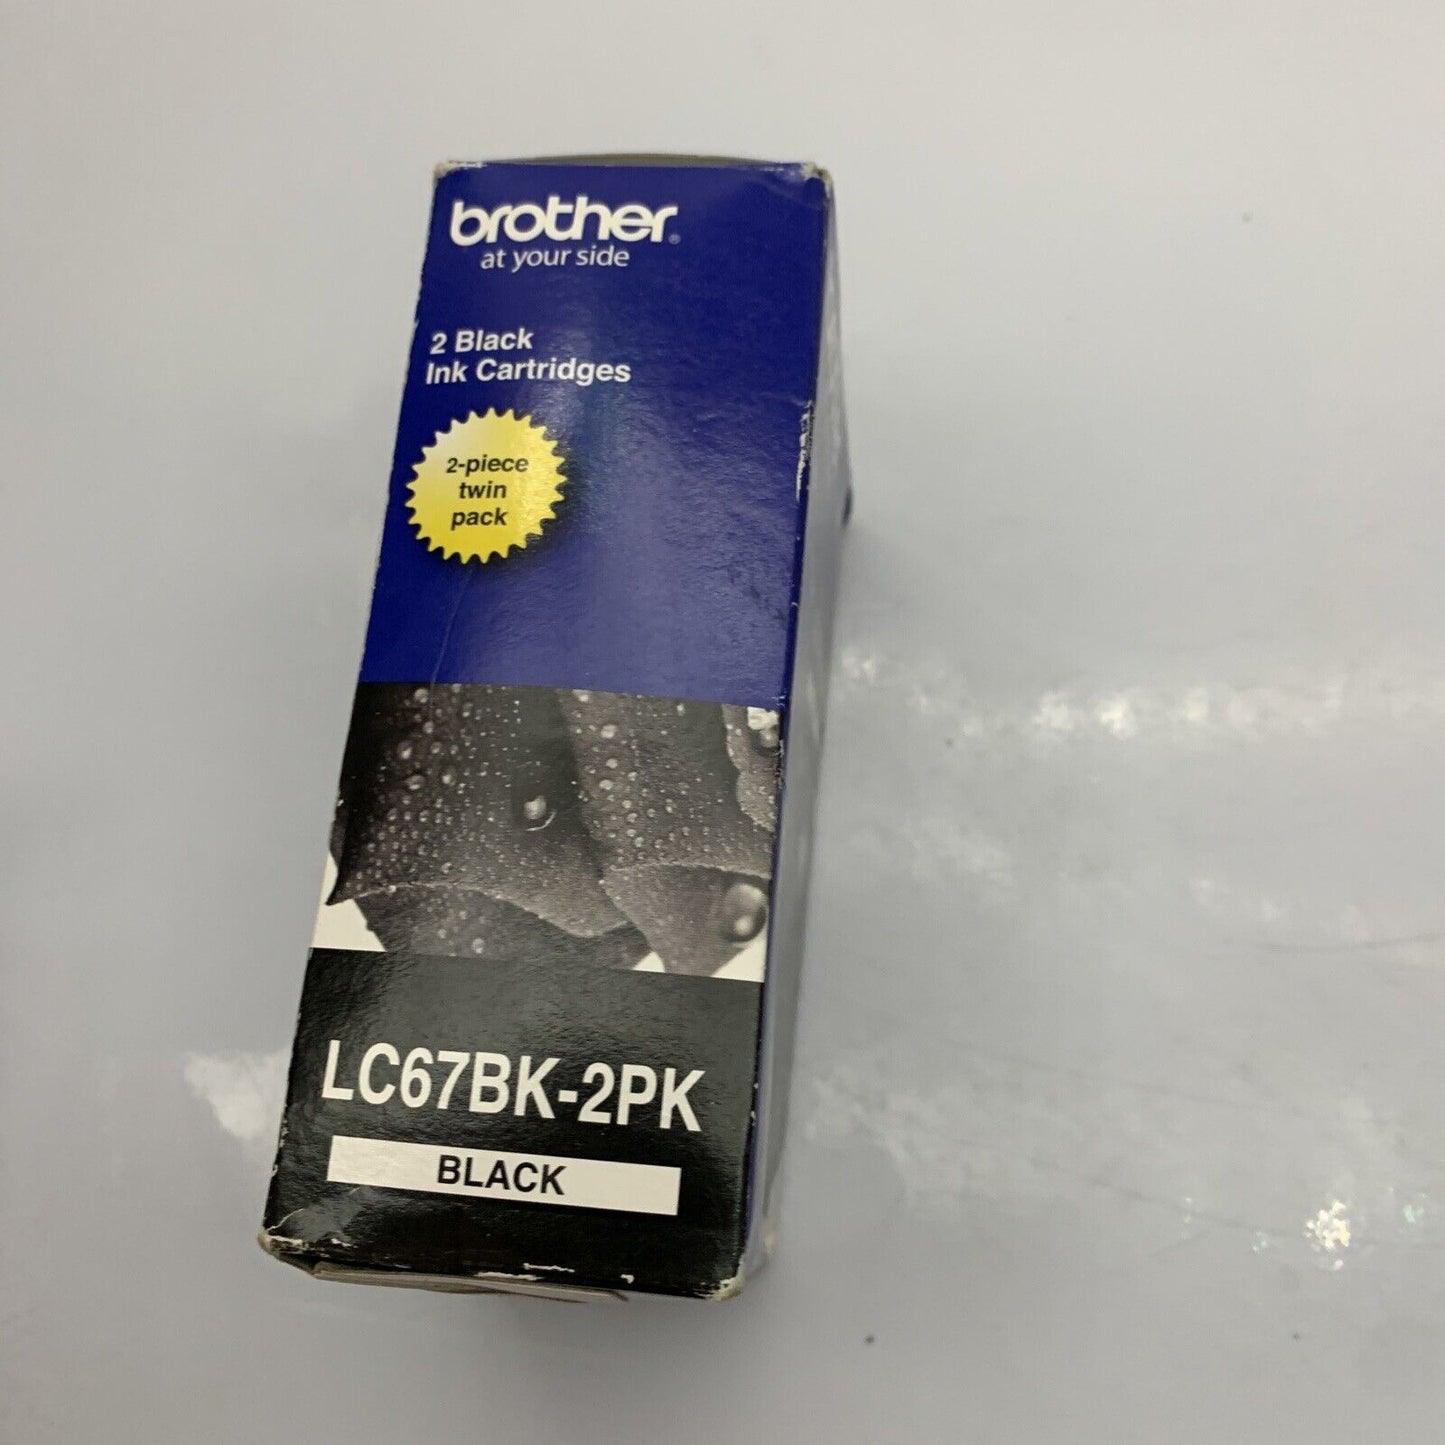 brother®
at your side
2 Black
Ink Cartridges
2-piece
twin
pack
LC67BK-2PK
BLACK